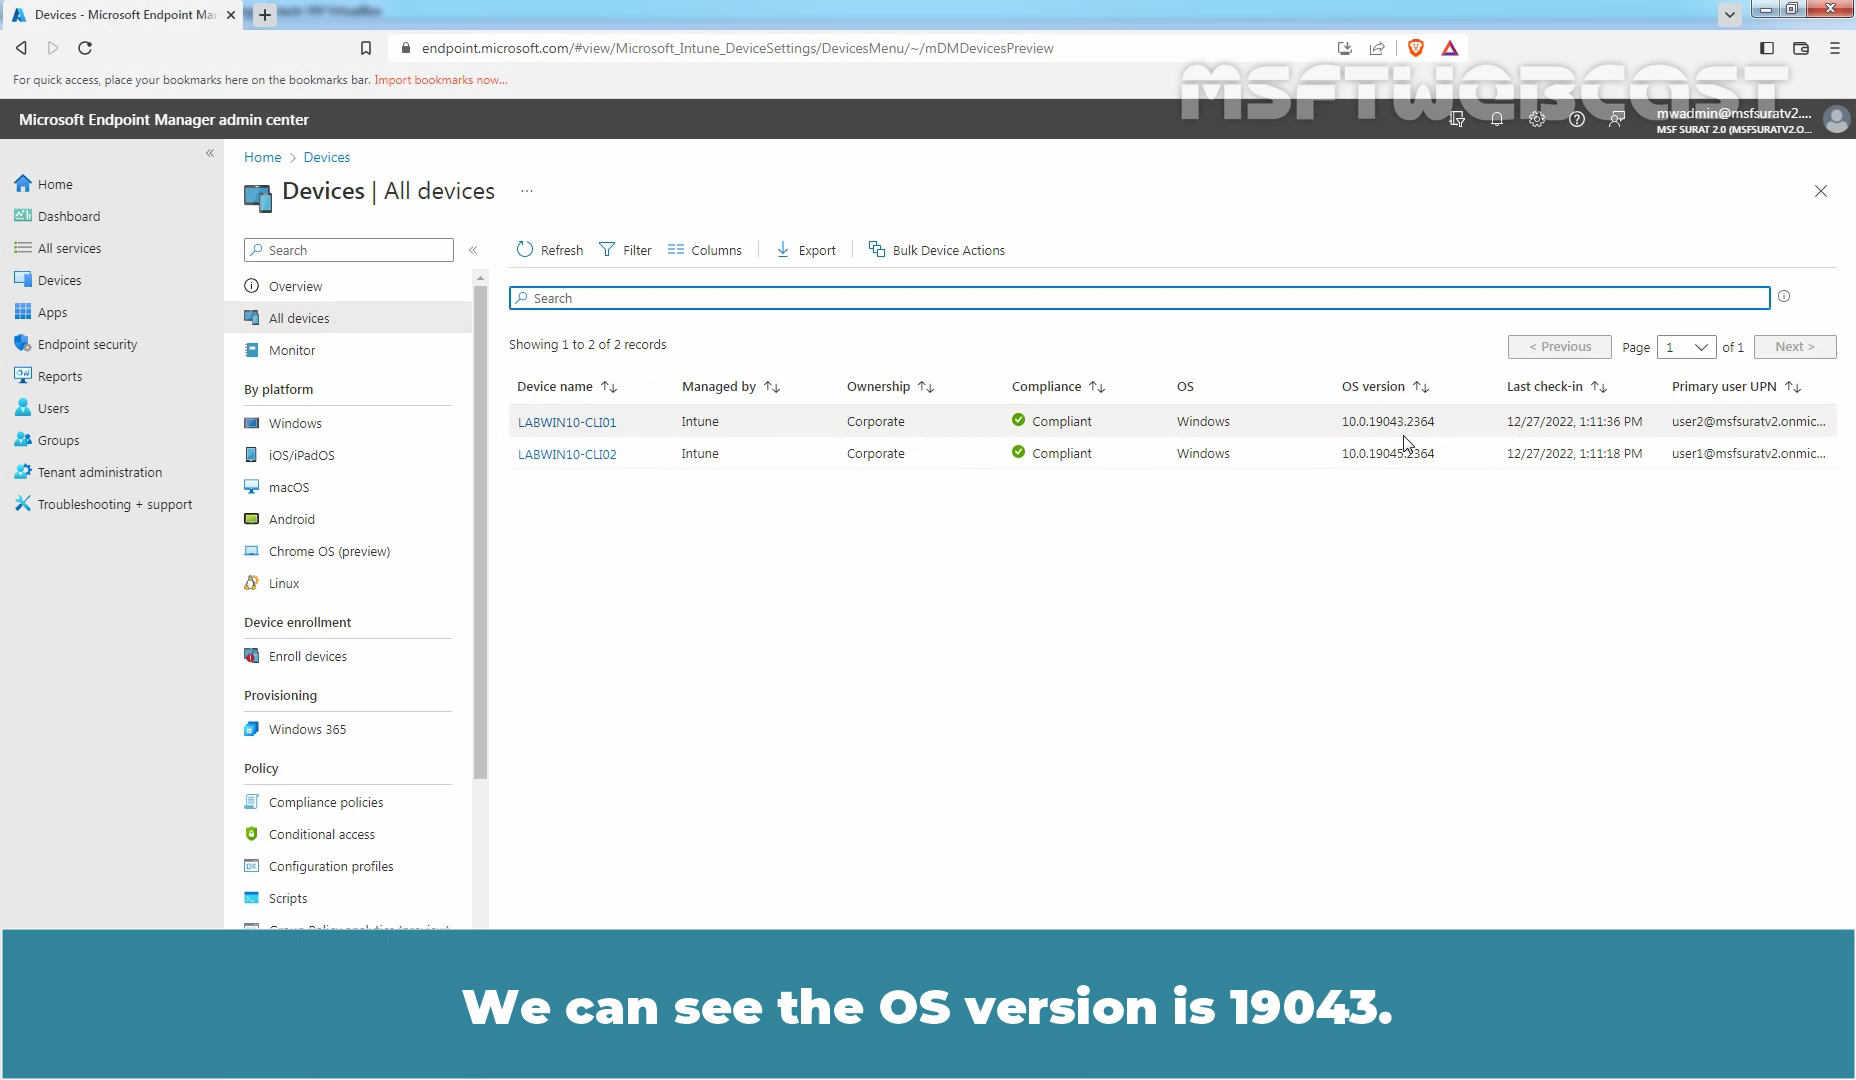 Devices - Microsoft Endpoint Mar
endpoint.microsoft.com/#view/Microsoft_Intune_DeviceSettings/DevicesMenu/~/mDMDevicesPreview
For quick access, place your bookmarks here on the bookmarks bar. Import bookmarks now...
MSFTWEBCAST
Microsoft Endpoint Manager admin center
mwadmin@msfsuratv2....
MSF SURAT 2.0 (MSFSURATV2.O...
Home
Dashboard
All services
Devices
Apps
Endpoint security
Reports
Users
Groups
Tenant administration
Troubleshooting + support
Home > Devices
Devices | All devices ...
Search
Overview
All devices
Monitor
By platform
Windows
iOS/iPadOS
macOS
Android
Chrome OS (preview)
Linux
Device enrollment
Enroll devices
Provisioning
Windows 365
Policy
Compliance policies
Conditional access
Configuration profiles
Scripts
Refresh Filter Columns Export Bulk Device Actions
Search
Showing 1 to 2 of 2 records
< Previous Page 1 of 1 Next >
Device name Managed by Ownership Compliance OS OS version Last check-in Primary user UPN
LABWIN10-CLI01 Intune Corporate Compliant Windows 10.0.19043.2364 12/27/2022, 1:11:36 PM user2@msfsuratv2.onmic...
LABWIN10-CLI02 Intune Corporate Compliant Windows 10.0.19045.2364 12/27/2022, 1:11:18 PM user1@msfsuratv2.onmic...
We can see the OS version is 19043.